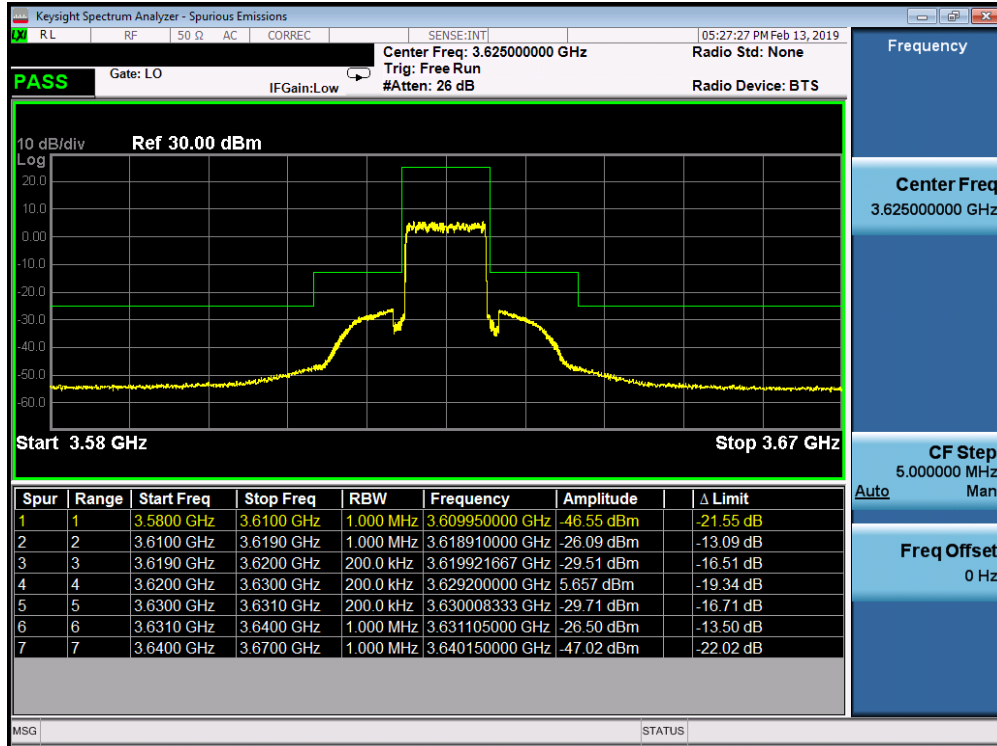 Keysight Spectrum Analyzer - Spurious Emissions
LXI RL RF 50 Ω AC CORREC SENSE:INT 05:27:27 PM Feb 13, 2019
Center Freq: 3.625000000 GHz Radio Std: None
Gate: LO Trig: Free Run
PASS IFGain:Low #Atten: 26 dB Radio Device: BTS
10 dB/div Ref 30.00 dBm
Log
20.0
10.0
0.00
-10.0
-20.0
-30.0
-40.0
-50.0
-60.0
Start 3.58 GHz Stop 3.67 GHz
Spur Range Start Freq Stop Freq RBW Frequency Amplitude Δ Limit
1 1 3.5800 GHz 3.6100 GHz 1.000 MHz 3.609950000 GHz -46.55 dBm -21.55 dB
2 2 3.6100 GHz 3.6190 GHz 1.000 MHz 3.618910000 GHz -26.09 dBm -13.09 dB
3 3 3.6190 GHz 3.6200 GHz 200.0 kHz 3.619921667 GHz -29.51 dBm -16.51 dB
4 4 3.6200 GHz 3.6300 GHz 200.0 kHz 3.629200000 GHz 5.657 dBm -19.34 dB
5 5 3.6300 GHz 3.6310 GHz 200.0 kHz 3.630008333 GHz -29.71 dBm -16.71 dB
6 6 3.6310 GHz 3.6400 GHz 1.000 MHz 3.631105000 GHz -26.50 dBm -13.50 dB
7 7 3.6400 GHz 3.6700 GHz 1.000 MHz 3.640150000 GHz -47.02 dBm -22.02 dB
MSG STATUS
Frequency
Center Freq
3.625000000 GHz
CF Step
5.000000 MHz
Auto Man
Freq Offset
0 Hz